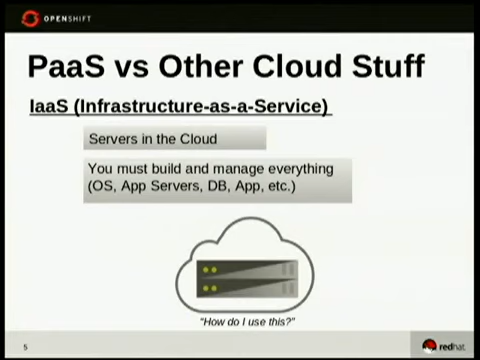 OPENSHIFT
PaaS vs Other Cloud Stuff
IaaS (Infrastructure-as-a-Service)
Servers in the Cloud
You must build and manage everything
(OS, App Servers, DB, App, etc.)
"How do I use this?"
5
redhat.